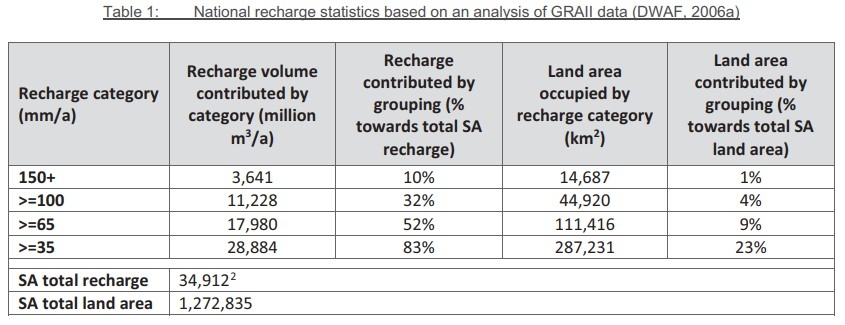 Table 1: National recharge statistics based on an analysis of GRAII data (DWAF, 2006a)
Recharge category (mm/a) | Recharge volume contributed by category (million m³/a) | Recharge contributed by grouping (% towards total SA recharge) | Land area occupied by recharge category (km²) | Land area contributed by grouping (% towards total SA land area)
150+ | 3,641 | 10% | 14,687 | 1%
>=100 | 11,228 | 32% | 44,920 | 4%
>=65 | 17,980 | 52% | 111,416 | 9%
>=35 | 28,884 | 83% | 287,231 | 23%
SA total recharge | 34,912²
SA total land area | 1,272,835